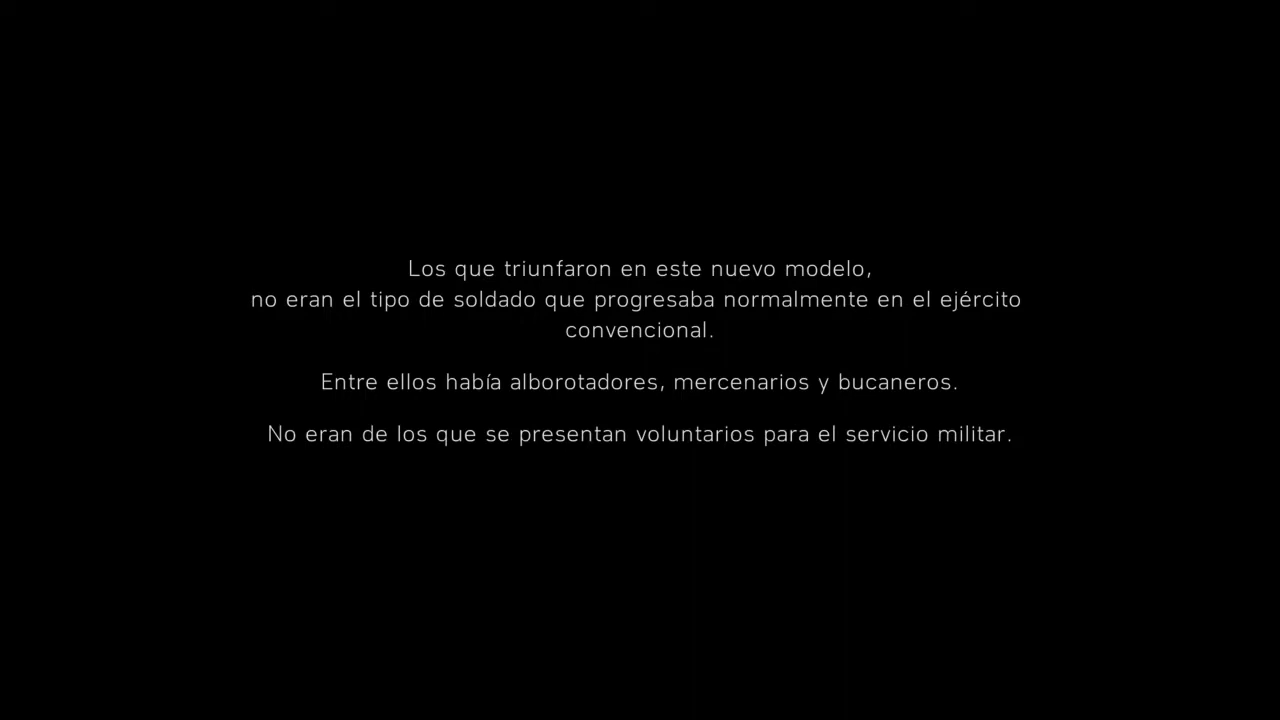 Los que triunfaron en este nuevo modelo,
no eran el tipo de soldado que progresaba normalmente en el ejército
convencional.
Entre ellos había alborotadores, mercenarios y bucaneros.
No eran de los que se presentan voluntarios para el servicio militar.